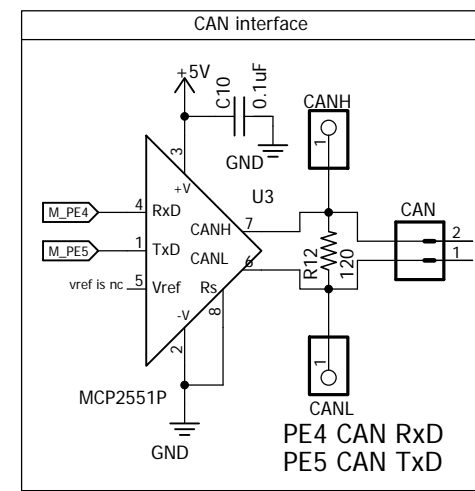 CAN interface
+5V
C10
0.1uF
CANH
1
GND
3
+V
U3
M_PE4
4
RxD
CANH
7
CAN
2
1
M_PE5
1
TxD
CANL
6
R12
120
vref is nc
5
Vref
Rs
8
-V
2
1
MCP2551P
CANL
GND
PE4 CAN RxD
PE5 CAN TxD